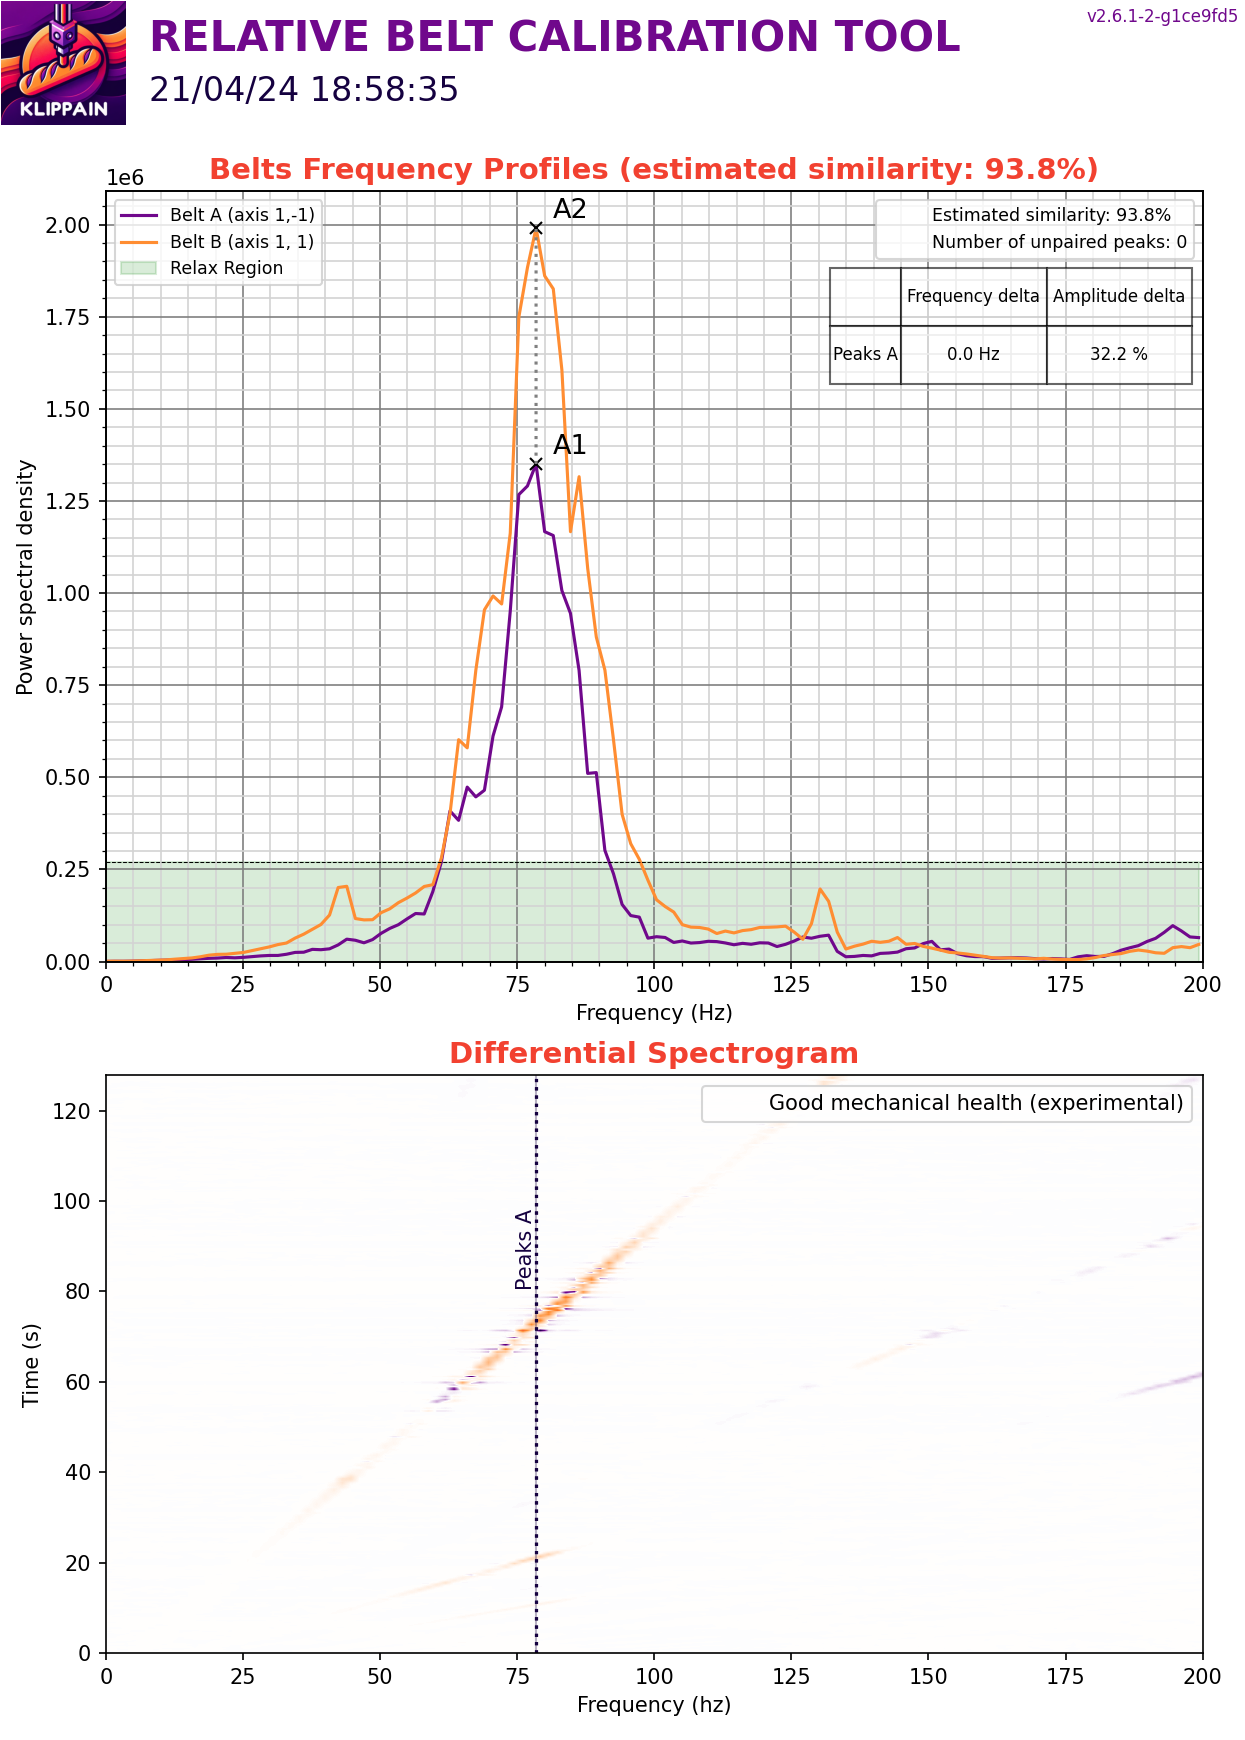 v2.6.1-2-g1ce9fd5
RELATIVE BELT CALIBRATION TOOL
21/04/24 18:58:35
KLIPPAIN
Belts Frequency Profiles (estimated similarity: 93.8%)
1e6
Belt A (axis 1,-1)
Belt B (axis 1, 1)
Relax Region
Estimated similarity: 93.8%
Number of unpaired peaks: 0
Frequency delta Amplitude delta
Peaks A 0.0 Hz 32.2 %
A2
A1
Power spectral density
2.00
1.75
1.50
1.25
1.00
0.75
0.50
0.25
0.00
0 25 50 75 100 125 150 175 200
Frequency (Hz)
Differential Spectrogram
Good mechanical health (experimental)
Peaks A
Time (s)
120
100
80
60
40
20
0
0 25 50 75 100 125 150 175 200
Frequency (hz)